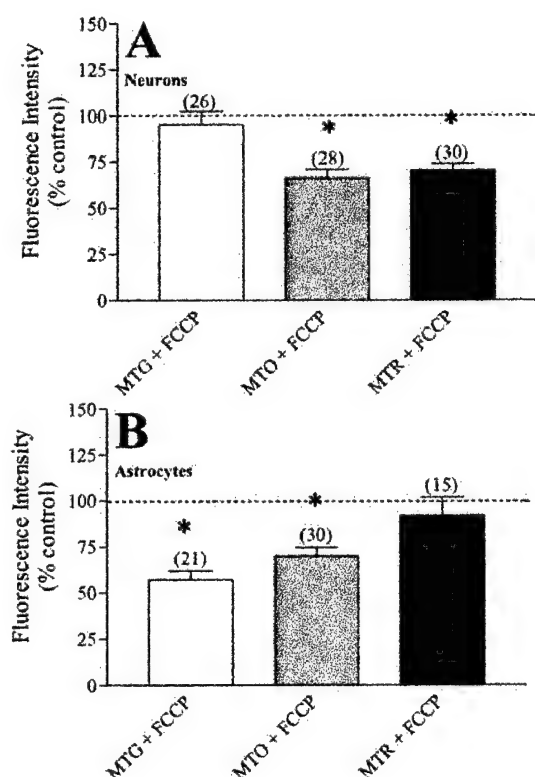 A
Neurons
Fluorescence Intensity
(% control)
150
125
100
75
50
25
0
(26)
*
(28)
*
(30)
MTG + FCCP
MTO + FCCP
MTR + FCCP
B
Astrocytes
Fluorescence Intensity
(% control)
150
125
100
75
50
25
0
*
(21)
*
(30)
(15)
MTG + FCCP
MTO + FCCP
MTR + FCCP